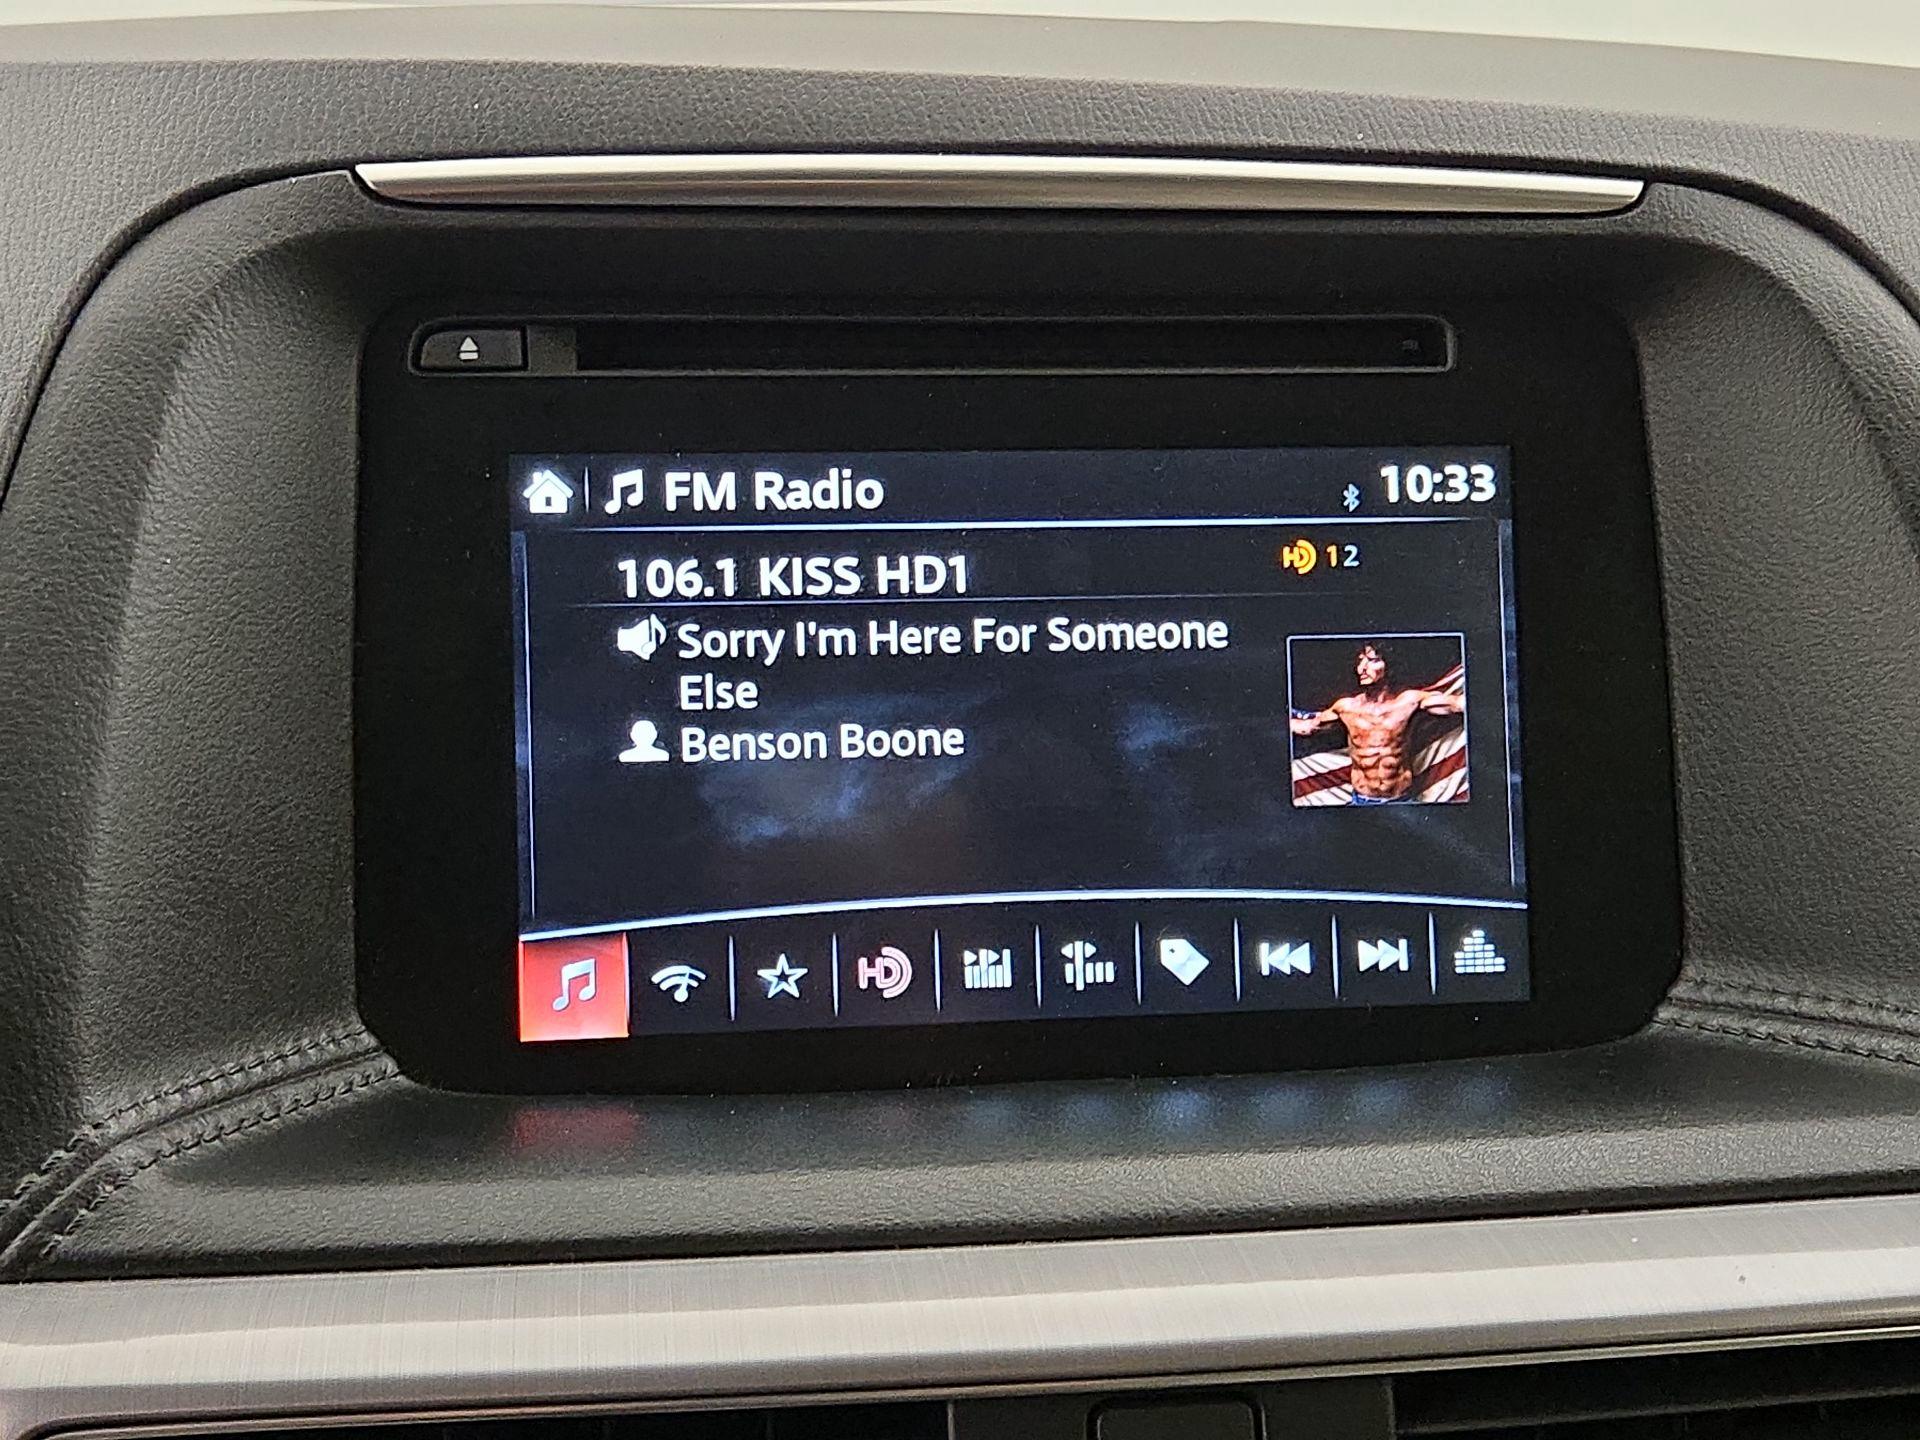 FM Radio
10:33
106.1 KISS HD1
HD 1 2
Sorry I'm Here For Someone
Else
Benson Boone
HD